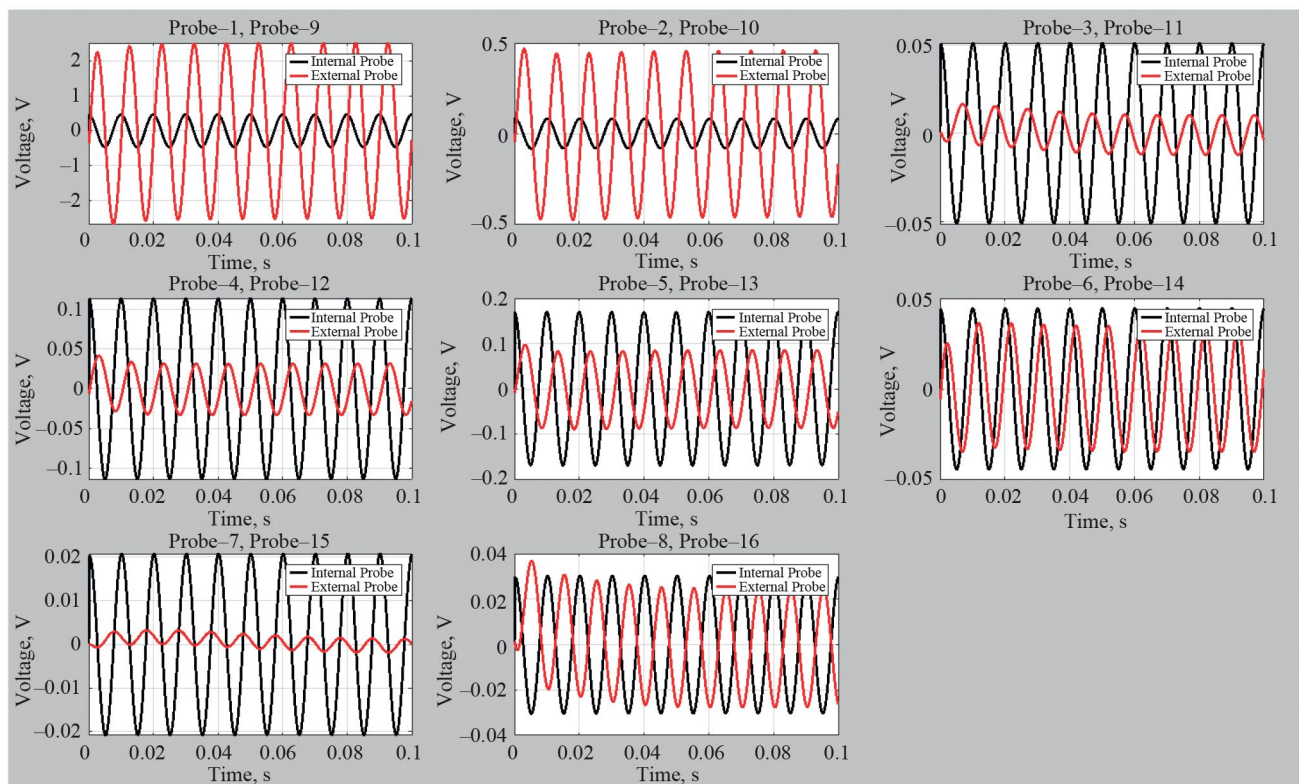 Probe–1, Probe–9
Internal Probe
External Probe
Voltage, V
2
1
0
–1
–2
0
0.02
0.04
0.06
0.08
0.1
Time, s
Probe–2, Probe–10
Internal Probe
External Probe
Voltage, V
0.5
0
–0.5
0
0.02
0.04
0.06
0.08
0.1
Time, s
Probe–3, Probe–11
Internal Probe
External Probe
Voltage, V
0.05
0
–0.05
0
0.02
0.04
0.06
0.08
0.1
Time, s
Probe–4, Probe–12
Internal Probe
External Probe
Voltage, V
0.1
0.05
0
–0.05
–0.1
0
0.02
0.04
0.06
0.08
0.1
Time, s
Probe–5, Probe–13
Internal Probe
External Probe
Voltage, V
0.2
0.1
0
–0.1
–0.2
0
0.02
0.04
0.06
0.08
0.1
Time, s
Probe–6, Probe–14
Internal Probe
External Probe
Voltage, V
0.05
0
–0.05
0
0.02
0.04
0.06
0.08
0.1
Time, s
Probe–7, Probe–15
Internal Probe
External Probe
Voltage, V
0.02
0.01
0
–0.01
–0.02
0
0.02
0.04
0.06
0.08
0.1
Time, s
Probe–8, Probe–16
Internal Probe
External Probe
Voltage, V
0.04
0.02
0
–0.02
–0.04
0
0.02
0.04
0.06
0.08
0.1
Time, s